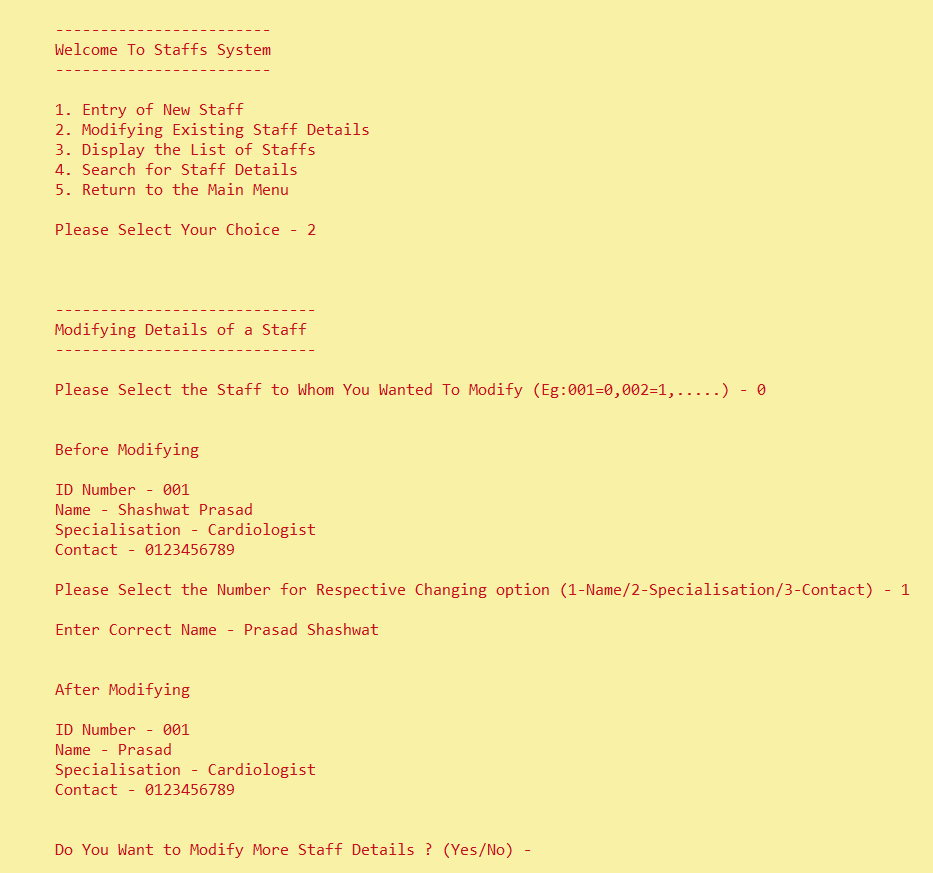 ------------------------
Welcome To Staffs System
------------------------
1. Entry of New Staff
2. Modifying Existing Staff Details
3. Display the List of Staffs
4. Search for Staff Details
5. Return to the Main Menu
Please Select Your Choice - 2
-----------------------------
Modifying Details of a Staff
-----------------------------
Please Select the Staff to Whom You Wanted To Modify (Eg:001=0,002=1,.....) - 0
Before Modifying
ID Number - 001
Name - Shashwat Prasad
Specialisation - Cardiologist
Contact - 0123456789
Please Select the Number for Respective Changing option (1-Name/2-Specialisation/3-Contact) - 1
Enter Correct Name - Prasad Shashwat
After Modifying
ID Number - 001
Name - Prasad
Specialisation - Cardiologist
Contact - 0123456789
Do You Want to Modify More Staff Details ? (Yes/No) -